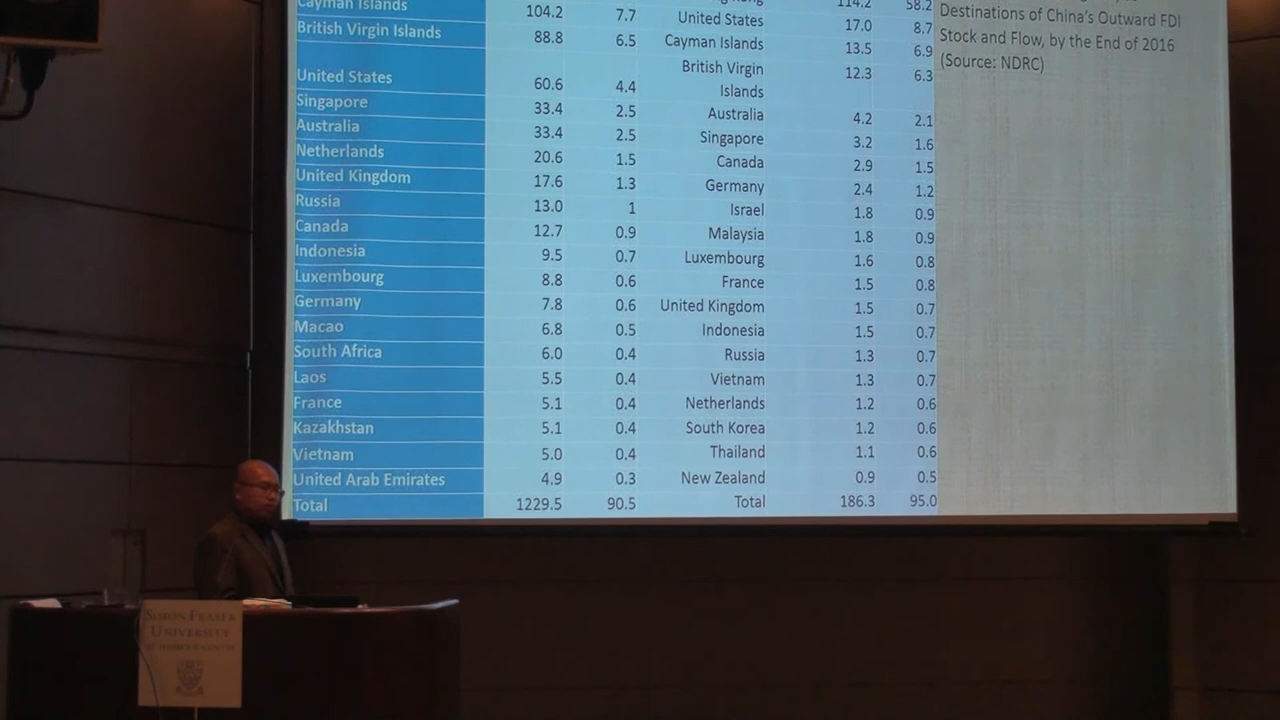 Cayman Islands 104.2 7.7 114.2 58.2
British Virgin Islands 88.8 6.5 United States 17.0 8.7
Cayman Islands 13.5 6.9
United States 60.6 4.4 British Virgin Islands 12.3 6.3
Singapore 33.4 2.5 Australia 4.2 2.1
Australia 33.4 2.5 Singapore 3.2 1.6
Netherlands 20.6 1.5 Canada 2.9 1.5
United Kingdom 17.6 1.3 Germany 2.4 1.2
Russia 13.0 1 Israel 1.8 0.9
Canada 12.7 0.9 Malaysia 1.8 0.9
Indonesia 9.5 0.7 Luxembourg 1.6 0.8
Luxembourg 8.8 0.6 France 1.5 0.8
Germany 7.8 0.6 United Kingdom 1.5 0.7
Macao 6.8 0.5 Indonesia 1.5 0.7
South Africa 6.0 0.4 Russia 1.3 0.7
Laos 5.5 0.4 Vietnam 1.3 0.7
France 5.1 0.4 Netherlands 1.2 0.6
Kazakhstan 5.1 0.4 South Korea 1.2 0.6
Vietnam 5.0 0.4 Thailand 1.1 0.6
United Arab Emirates 4.9 0.3 New Zealand 0.9 0.5
Total 1229.5 90.5 Total 186.3 95.0
Destinations of China's Outward FDI
Stock and Flow, by the End of 2016
(Source: NDRC)
SIMON FRASER
UNIVERSITY